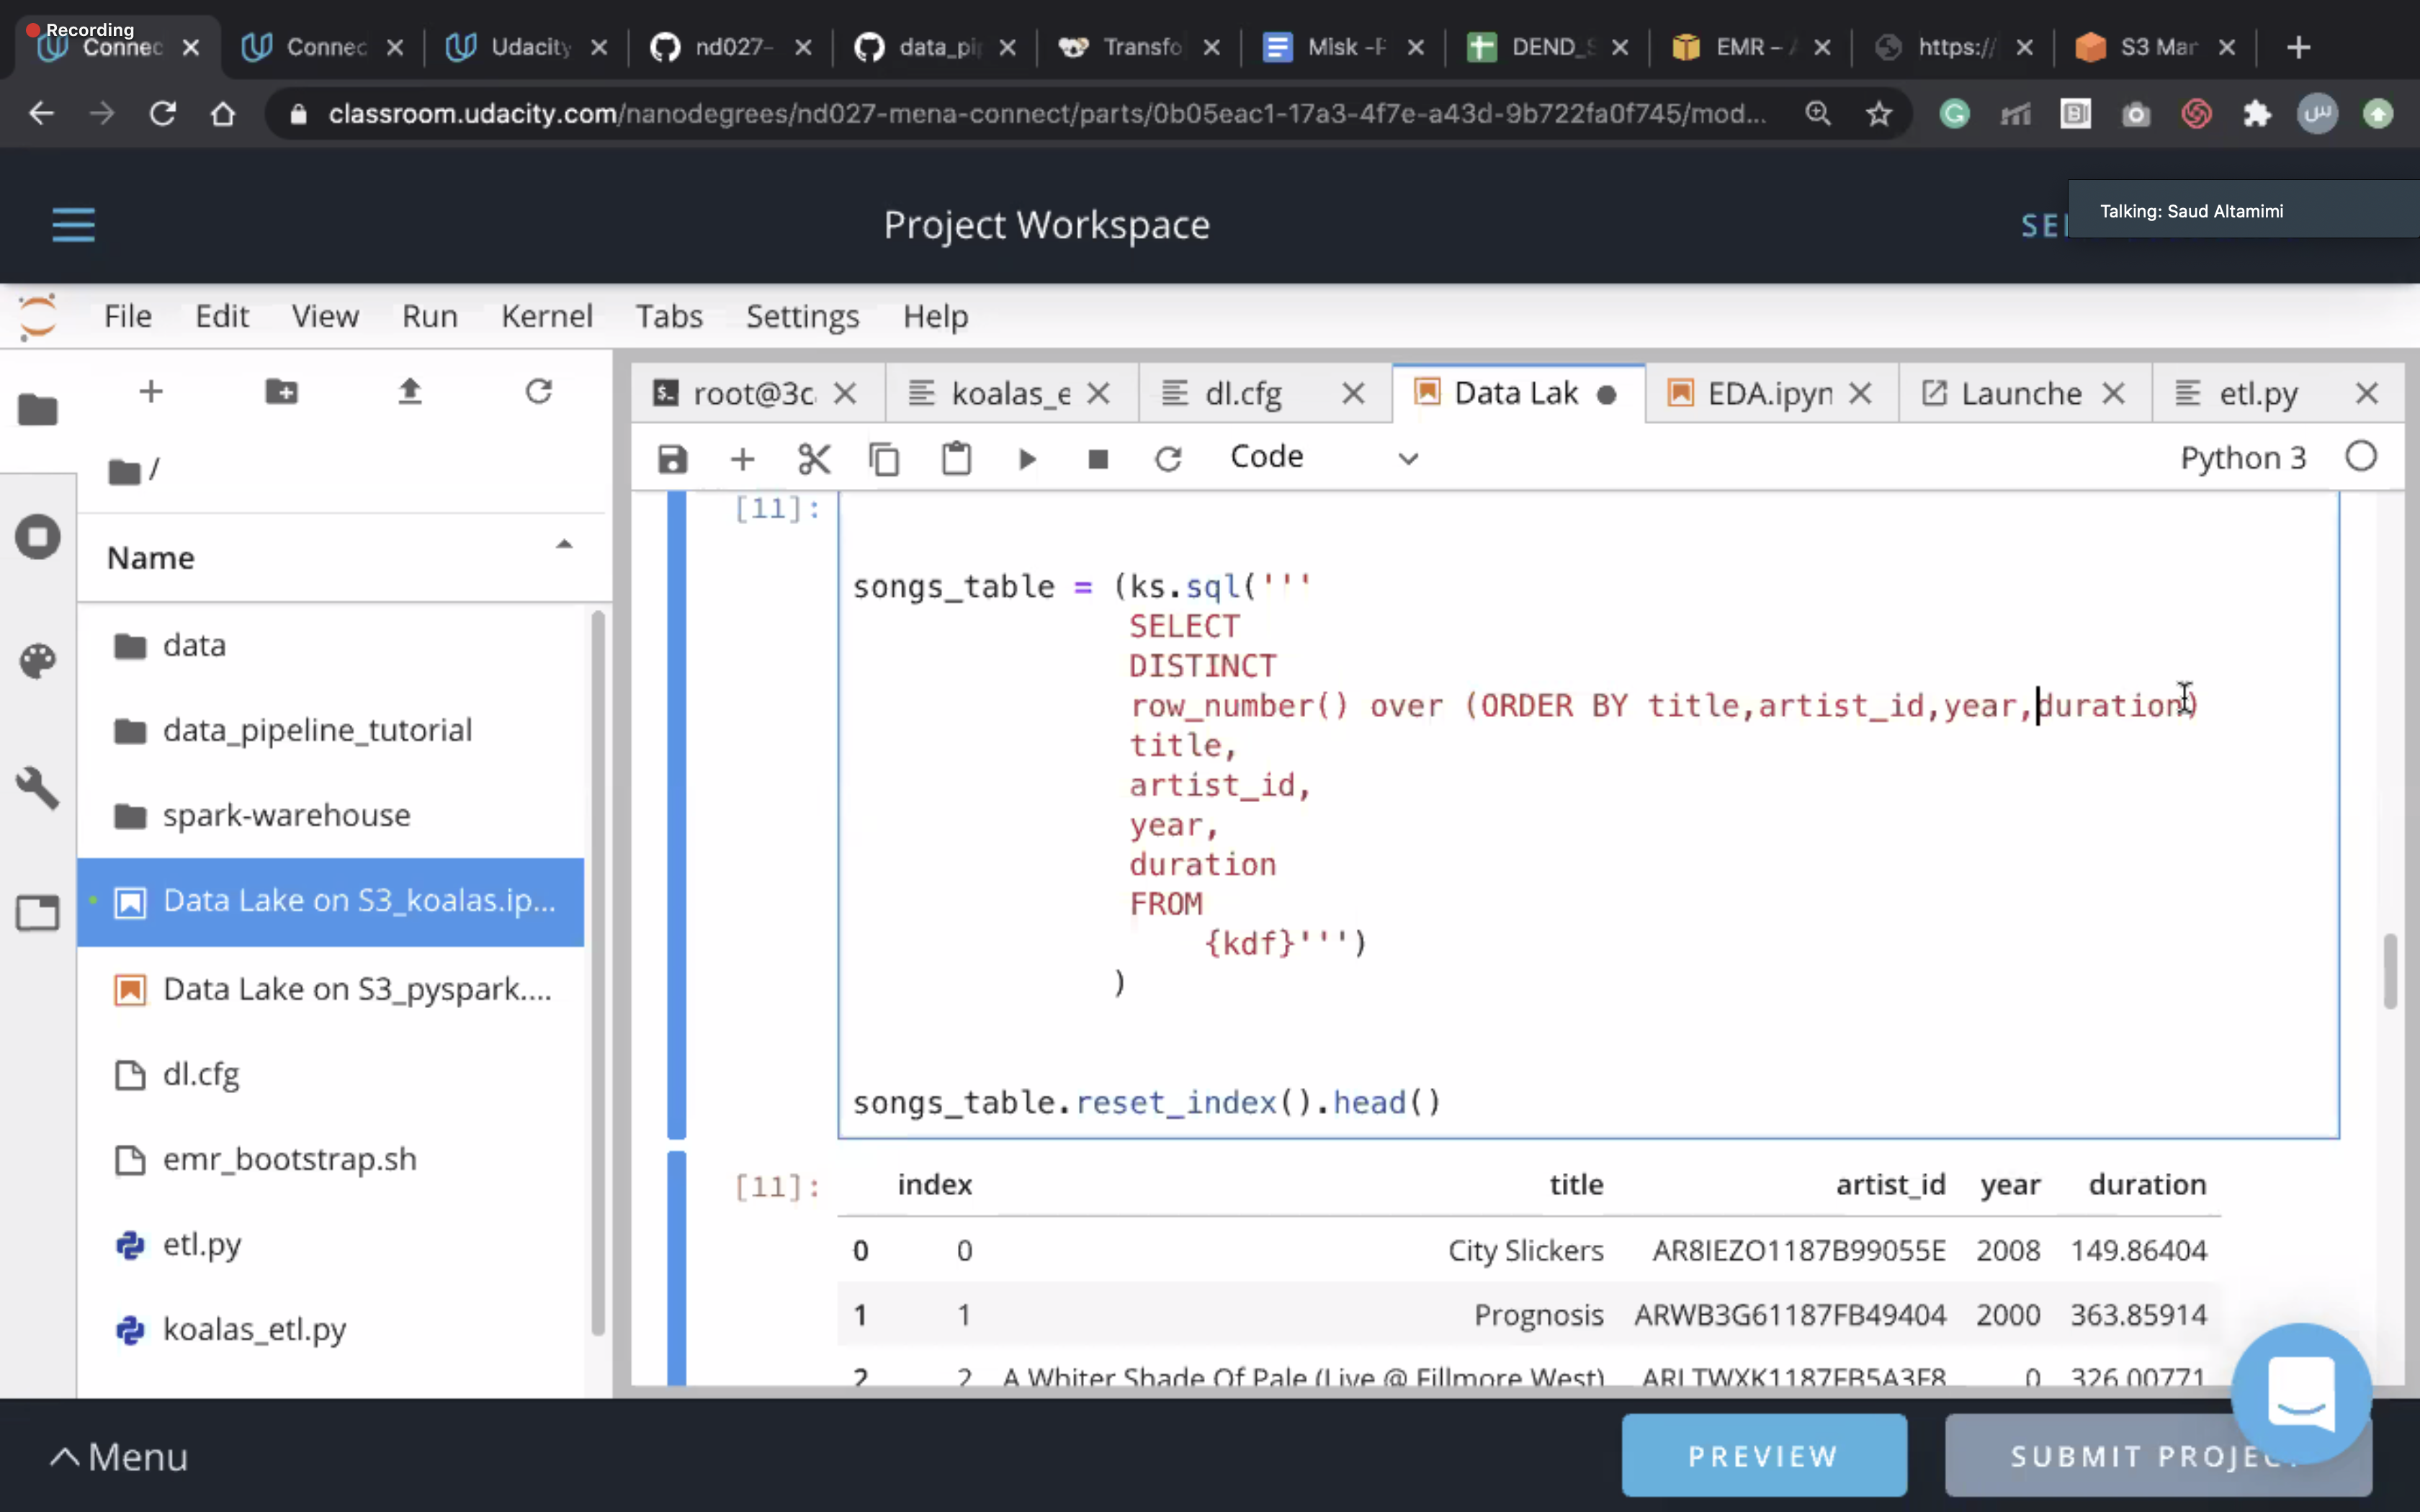 Recording
Connec
Connec
Udacity
nd027-
data_pi
Transfo
Misk -F
DEND_S
EMR – A
https://
S3 Mar
classroom.udacity.com/nanodegrees/nd027-mena-connect/parts/0b05eac1-17a3-4f7e-a43d-9b722fa0f745/mod...
Project Workspace
Talking: Saud Altamimi
File Edit View Run Kernel Tabs Settings Help
root@3c
koalas_e
dl.cfg
Data Lak
EDA.ipyn
Launche
etl.py
Code
Python 3
/
Name
data
data_pipeline_tutorial
spark-warehouse
Data Lake on S3_koalas.ip...
Data Lake on S3_pyspark....
dl.cfg
emr_bootstrap.sh
etl.py
koalas_etl.py
[11]:
songs_table = (ks.sql('''
SELECT
DISTINCT
row_number() over (ORDER BY title,artist_id,year,duration)
title,
artist_id,
year,
duration
FROM
{kdf}''')
)
songs_table.reset_index().head()
[11]:
index title artist_id year duration
0 0 City Slickers AR8IEZO1187B99055E 2008 149.86404
1 1 Prognosis ARWB3G61187FB49404 2000 363.85914
2 2 A Whiter Shade Of Pale (Live @ Fillmore West) ARLTWXK1187FB5A3F8 0 326.00771
Menu
PREVIEW
SUBMIT PROJECT